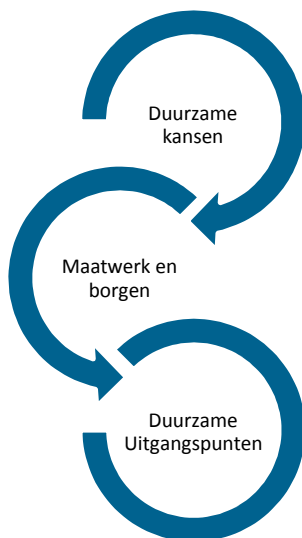 Duurzame
kansen
Maatwerk en
borgen
Duurzame
Uitgangspunten